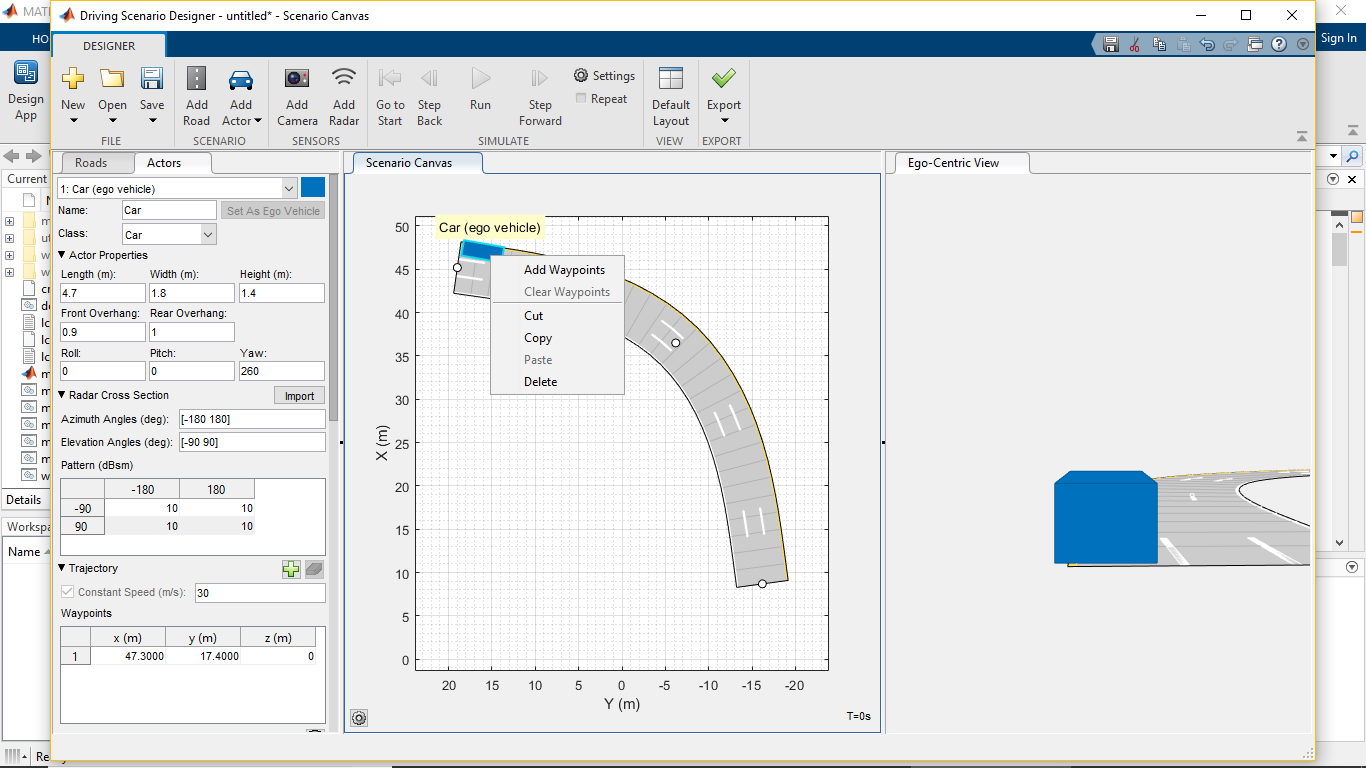 MAT
Driving Scenario Designer - untitled* - Scenario Canvas
HO
DESIGNER
Sign In
Design App
New
Open
Save
Add Road
Add Actor
Add Camera
Add Radar
Go to Start
Step Back
Run
Step Forward
Settings
Repeat
Default Layout
Export
FILE
SCENARIO
SENSORS
SIMULATE
VIEW
EXPORT
Roads
Actors
Scenario Canvas
Ego-Centric View
Current
N
m
ut
w
w
cr
de
lc
lc
lc
m
m
m
m
m
m
w
Details
Workspa
Name
Re
1: Car (ego vehicle)
Name:
Car
Set As Ego Vehicle
Class:
Car
Actor Properties
Length (m):
Width (m):
Height (m):
4.7
1.8
1.4
Front Overhang:
Rear Overhang:
0.9
1
Roll:
Pitch:
Yaw:
0
0
260
Radar Cross Section
Import
Azimuth Angles (deg):
[-180 180]
Elevation Angles (deg):
[-90 90]
Pattern (dBsm)
-180
180
-90
10
10
90
10
10
Trajectory
Constant Speed (m/s):
30
Waypoints
x (m)
y (m)
z (m)
1
47.3000
17.4000
0
Car (ego vehicle)
Add Waypoints
Clear Waypoints
Cut
Copy
Paste
Delete
50
45
40
35
30
25
20
15
10
5
0
X (m)
20
15
10
5
0
-5
-10
-15
-20
Y (m)
T=0s